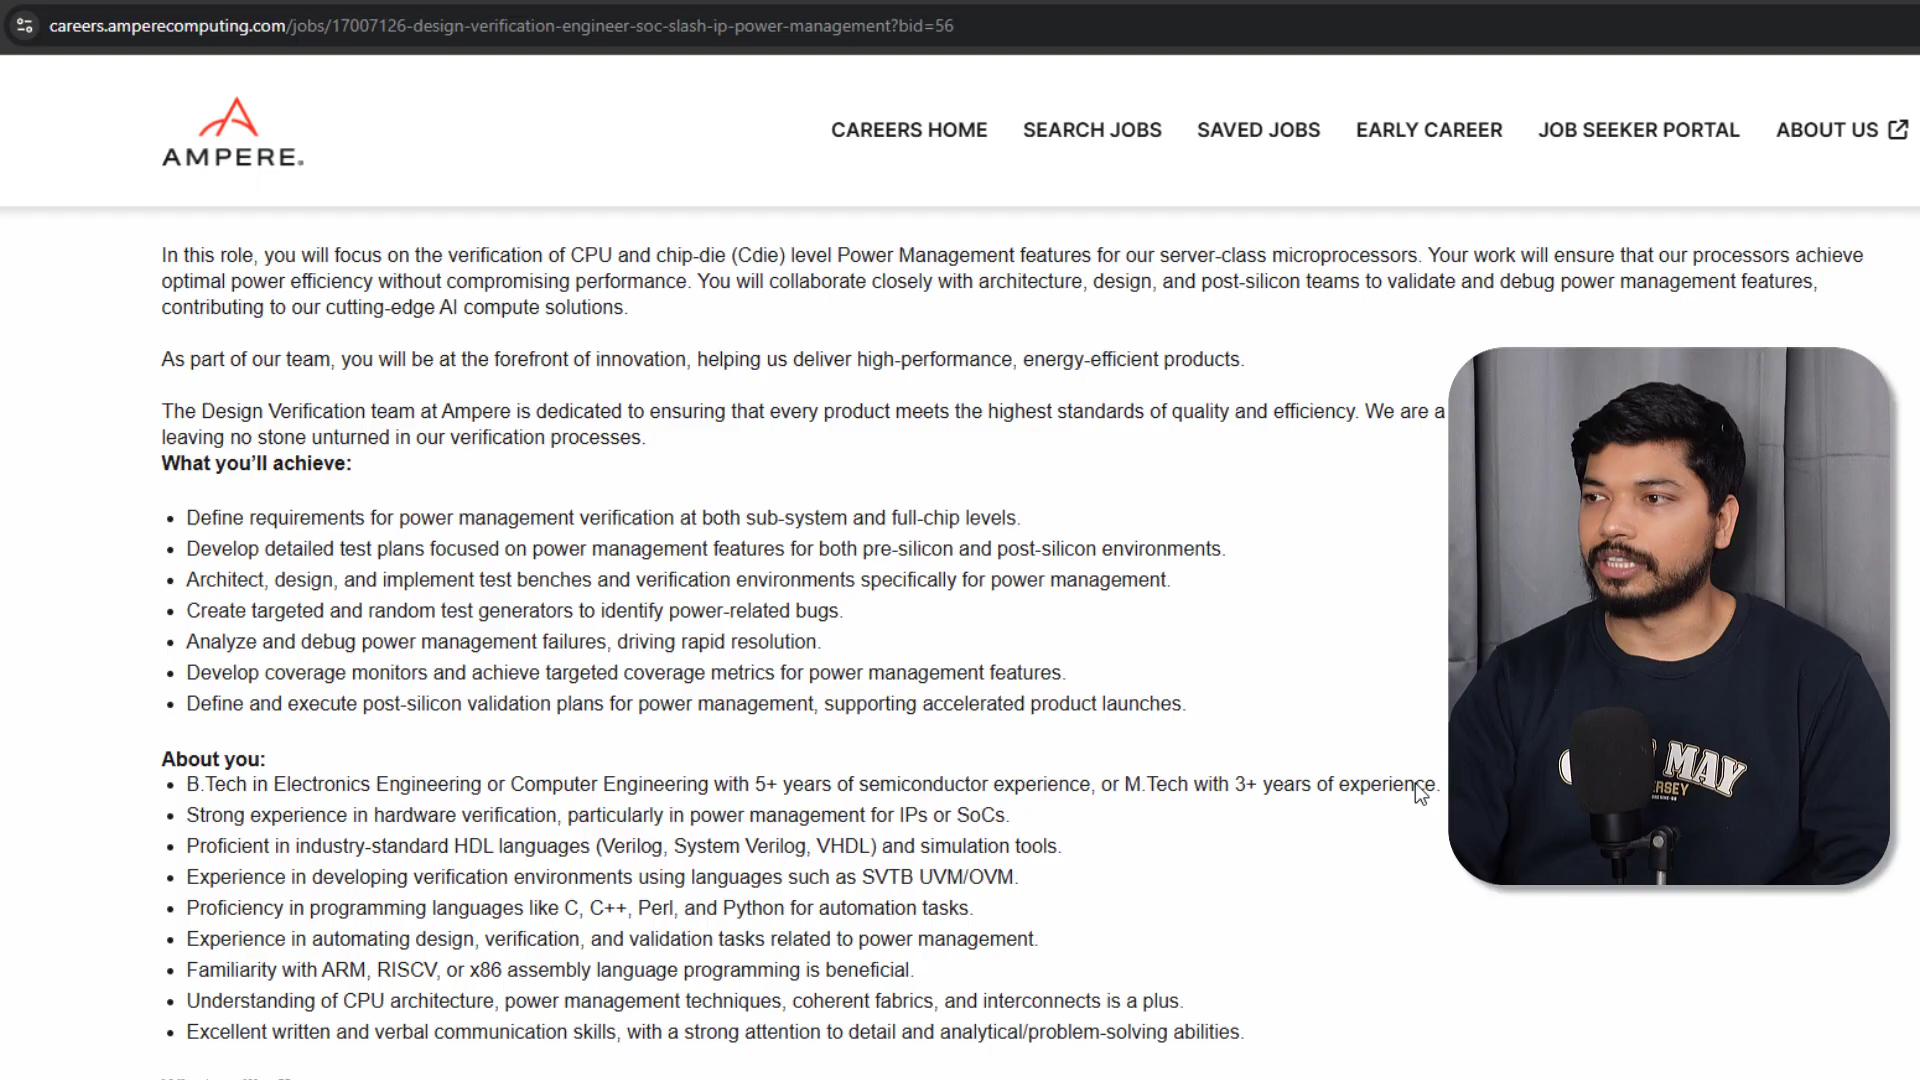 careers.amperecomputing.com/jobs/17007126-design-verification-engineer-soc-slash-ip-power-management?bid=56
AMPERE.
CAREERS HOME SEARCH JOBS SAVED JOBS EARLY CAREER JOB SEEKER PORTAL ABOUT US
In this role, you will focus on the verification of CPU and chip-die (Cdie) level Power Management features for our server-class microprocessors. Your work will ensure that our processors achieve
optimal power efficiency without compromising performance. You will collaborate closely with architecture, design, and post-silicon teams to validate and debug power management features,
contributing to our cutting-edge AI compute solutions.
As part of our team, you will be at the forefront of innovation, helping us deliver high-performance, energy-efficient products.
The Design Verification team at Ampere is dedicated to ensuring that every product meets the highest standards of quality and efficiency. We are a
leaving no stone unturned in our verification processes.
What you’ll achieve:
• Define requirements for power management verification at both sub-system and full-chip levels.
• Develop detailed test plans focused on power management features for both pre-silicon and post-silicon environments.
• Architect, design, and implement test benches and verification environments specifically for power management.
• Create targeted and random test generators to identify power-related bugs.
• Analyze and debug power management failures, driving rapid resolution.
• Develop coverage monitors and achieve targeted coverage metrics for power management features.
• Define and execute post-silicon validation plans for power management, supporting accelerated product launches.
About you:
• B.Tech in Electronics Engineering or Computer Engineering with 5+ years of semiconductor experience, or M.Tech with 3+ years of experience.
• Strong experience in hardware verification, particularly in power management for IPs or SoCs.
• Proficient in industry-standard HDL languages (Verilog, System Verilog, VHDL) and simulation tools.
• Experience in developing verification environments using languages such as SVTB UVM/OVM.
• Proficiency in programming languages like C, C++, Perl, and Python for automation tasks.
• Experience in automating design, verification, and validation tasks related to power management.
• Familiarity with ARM, RISCV, or x86 assembly language programming is beneficial.
• Understanding of CPU architecture, power management techniques, coherent fabrics, and interconnects is a plus.
• Excellent written and verbal communication skills, with a strong attention to detail and analytical/problem-solving abilities.
MAY